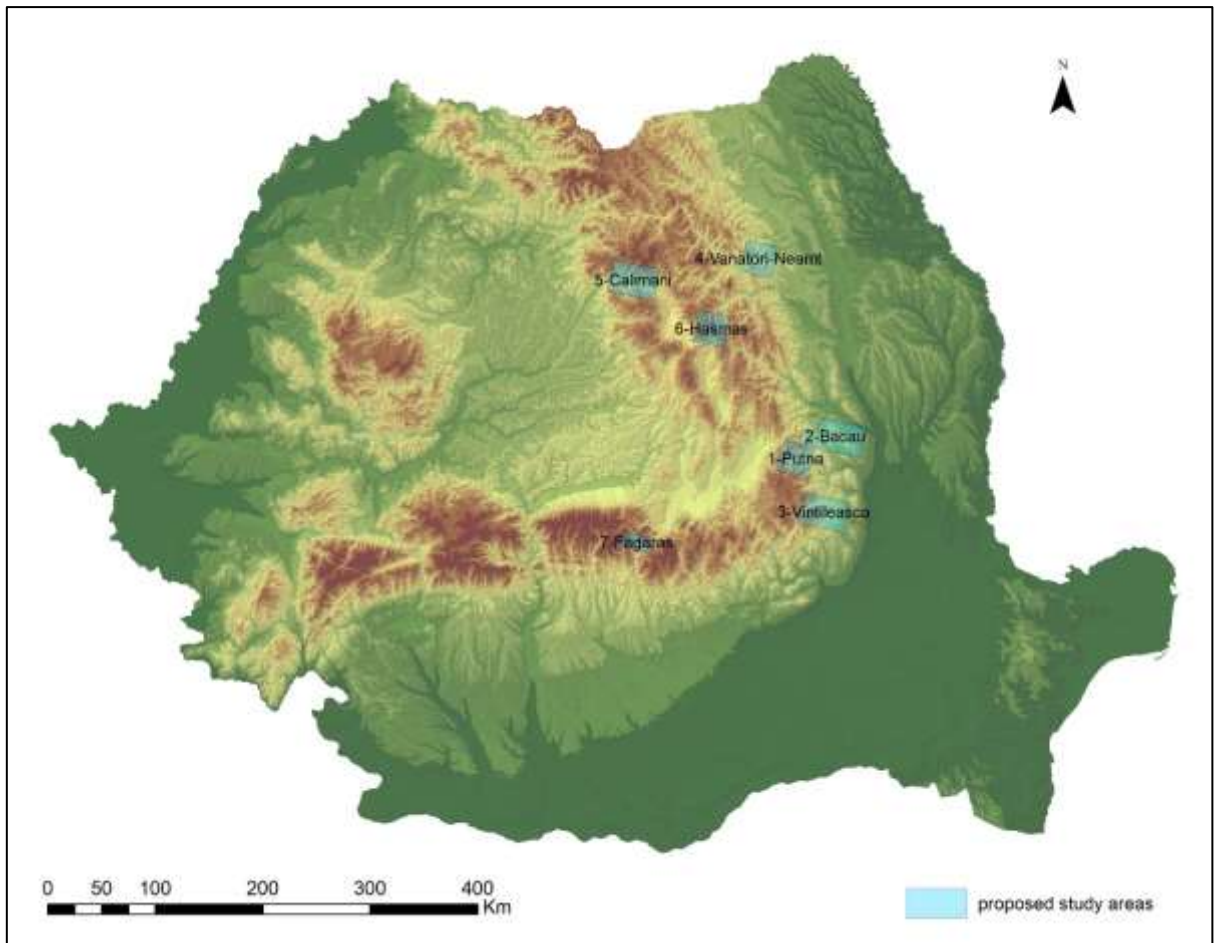 N
4-Vanatori-Neamt
5-Calimani
6-Hasmas
2-Bacau
1-Putna
3-Vintileasca
7-Fagaras
0 50 100 200 300 400
Km
proposed study areas